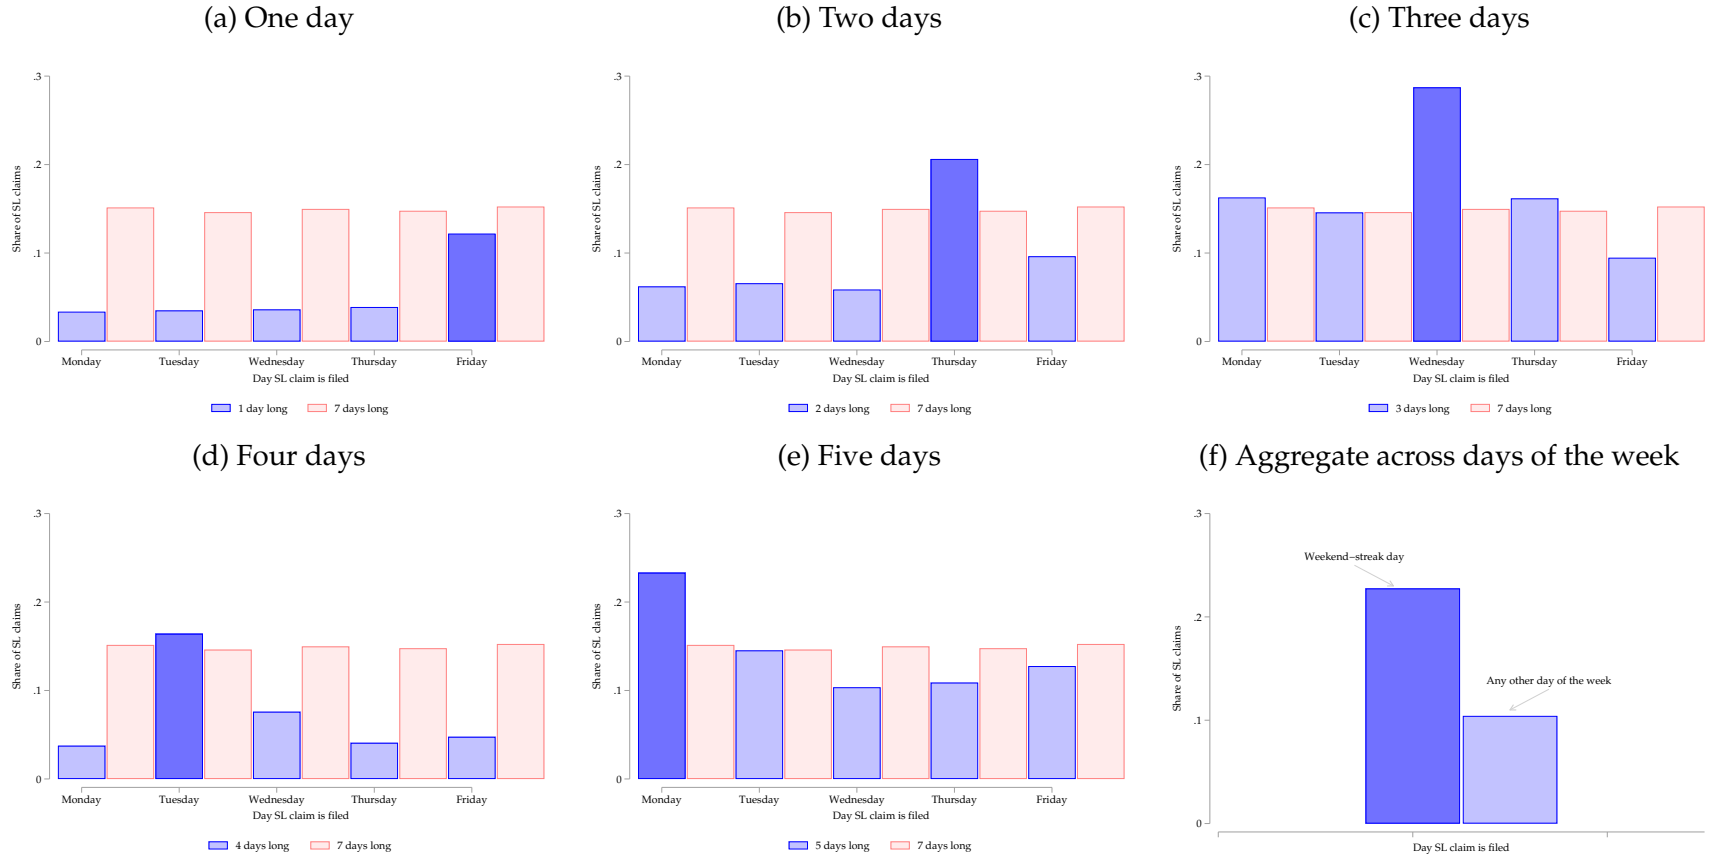 (a) One day
.3
.2
.1
0
Share of SL claims
Monday Tuesday Wednesday Thursday Friday
Day SL claim is filed
1 day long 7 days long
(b) Two days
.3
.2
.1
0
Share of SL claims
Monday Tuesday Wednesday Thursday Friday
Day SL claim is filed
2 days long 7 days long
(c) Three days
.3
.2
.1
0
Share of SL claims
Monday Tuesday Wednesday Thursday Friday
Day SL claim is filed
3 days long 7 days long
(d) Four days
.3
.2
.1
0
Share of SL claims
Monday Tuesday Wednesday Thursday Friday
Day SL claim is filed
4 days long 7 days long
(e) Five days
.3
.2
.1
0
Share of SL claims
Monday Tuesday Wednesday Thursday Friday
Day SL claim is filed
5 days long 7 days long
(f) Aggregate across days of the week
.3
.2
.1
0
Share of SL claims
Weekend−streak day
Any other day of the week
Day SL claim is filed